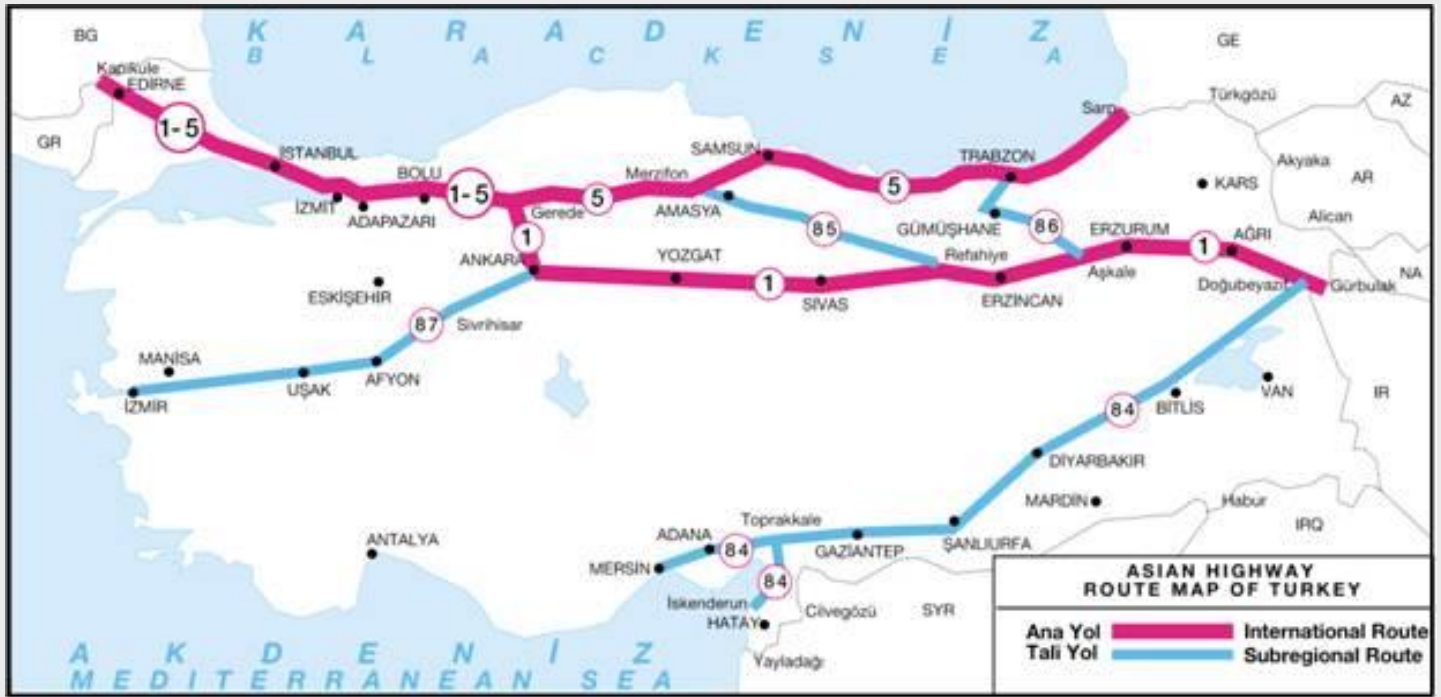 BG
K A R A D E N İ Z
B L A C K S E A
GE
Kapıkule
EDİRNE
Türkgözü
AZ
Sarp
GR
1-5
İSTANBUL
SAMSUN
TRABZON
Akyaka
AR
BOLU
Merzifon
KARS
1-5
5
5
İZMİT
ADAPAZARI
Gerede
AMASYA
GÜMÜŞHANE
Alican
85
86
ERZURUM
1
ANKARA
YOZGAT
Refahiye
1
AĞRI
NA
ESKİŞEHİR
1
SIVAS
ERZİNCAN
Aşkale
Doğubeyazıt
Gürbulak
87
Sivrihisar
MANİSA
İZMİR
UŞAK
AFYON
84
BİTLİS
VAN
IR
DİYARBAKIR
MARDİN
Habur
IRQ
ANTALYA
ADANA
Toprakkale
MERSİN
84
GAZİANTEP
ŞANLIURFA
84
İskenderun
Cilvegözü
SYR
HATAY
Yayladağı
A K D E N İ Z
MEDITERRANEAN SEA
ASIAN HIGHWAY
ROUTE MAP OF TURKEY
Ana Yol International Route
Tali Yol Subregional Route